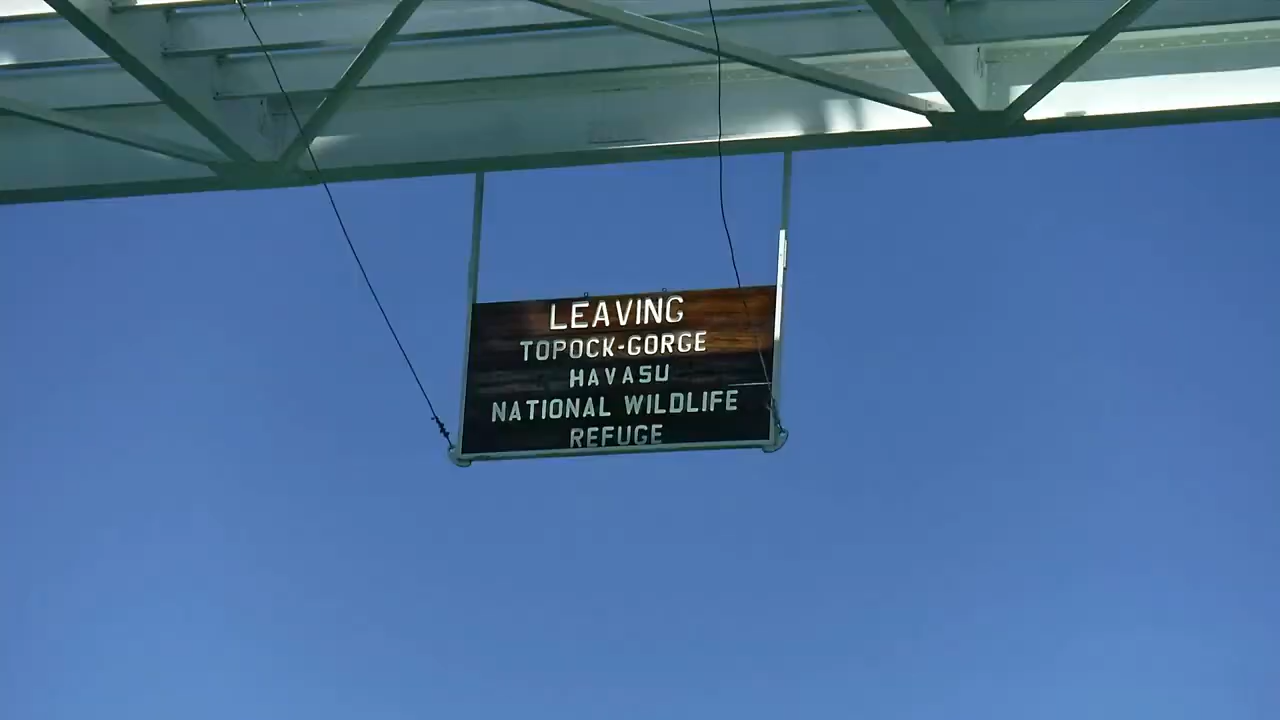 LEAVING
TOPOCK-GORGE
HAVASU
NATIONAL WILDLIFE
REFUGE